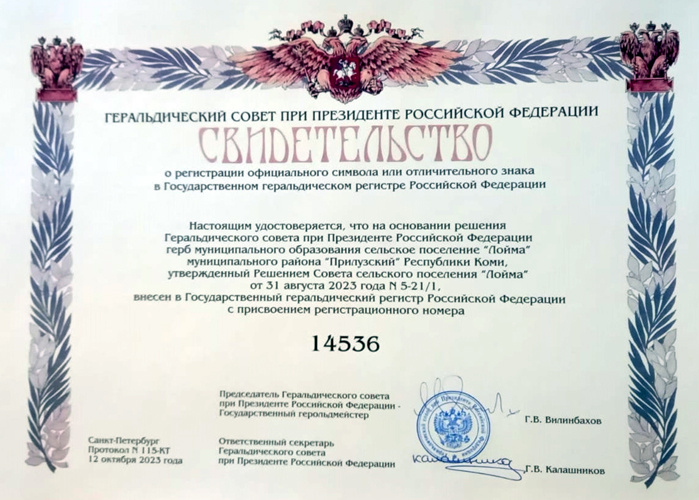 ГЕРАЛЬДИЧЕСКИЙ СОВЕТ ПРИ ПРЕЗИДЕНТЕ РОССИЙСКОЙ ФЕДЕРАЦИИ
СВИДЕТЕЛЬСТВО
о регистрации официального символа или отличительного знака
в Государственном геральдическом регистре Российской Федерации
Настоящим удостоверяется, что на основании решения
Геральдического совета при Президенте Российской Федерации
герб муниципального образования сельское поселение "Лойма"
муниципального района "Прилузский" Республики Коми,
утвержденный Решением Совета сельского поселения "Лойма"
от 31 августа 2023 года N 5-21/1,
внесен в Государственный геральдический регистр Российской Федерации
с присвоением регистрационного номера
14536
Председатель Геральдического совета
при Президенте Российской Федерации -
Государственный герольдмейстер
Г.В. Вилинбахов
Санкт-Петербург
Протокол N 115-КТ
12 октября 2023 года
Ответственный секретарь
Геральдического совета
при Президенте Российской Федерации
Г.В. Калашников